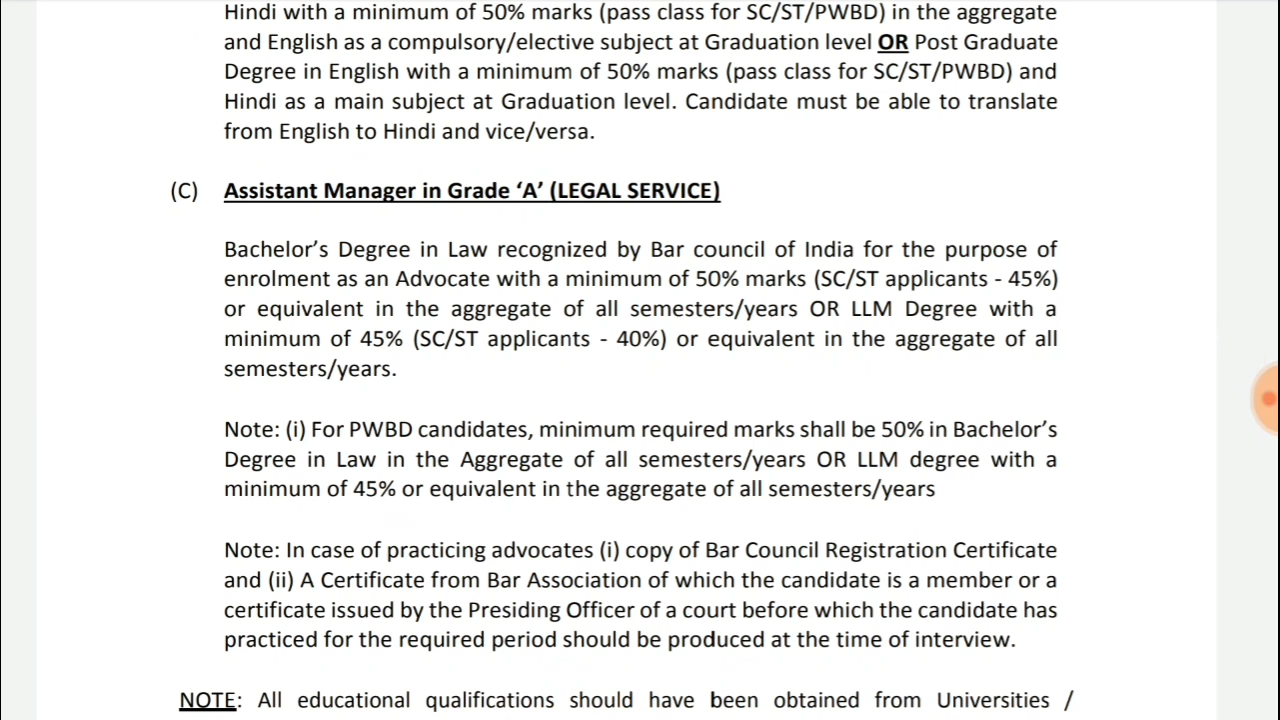 Hindi with a minimum of 50% marks (pass class for SC/ST/PWBD) in the aggregate
and English as a compulsory/elective subject at Graduation level OR Post Graduate
Degree in English with a minimum of 50% marks (pass class for SC/ST/PWBD) and
Hindi as a main subject at Graduation level. Candidate must be able to translate
from English to Hindi and vice/versa.
(C) Assistant Manager in Grade ‘A’ (LEGAL SERVICE)
Bachelor’s Degree in Law recognized by Bar council of India for the purpose of
enrolment as an Advocate with a minimum of 50% marks (SC/ST applicants - 45%)
or equivalent in the aggregate of all semesters/years OR LLM Degree with a
minimum of 45% (SC/ST applicants - 40%) or equivalent in the aggregate of all
semesters/years.
Note: (i) For PWBD candidates, minimum required marks shall be 50% in Bachelor’s
Degree in Law in the Aggregate of all semesters/years OR LLM degree with a
minimum of 45% or equivalent in the aggregate of all semesters/years
Note: In case of practicing advocates (i) copy of Bar Council Registration Certificate
and (ii) A Certificate from Bar Association of which the candidate is a member or a
certificate issued by the Presiding Officer of a court before which the candidate has
practiced for the required period should be produced at the time of interview.
NOTE: All educational qualifications should have been obtained from Universities /